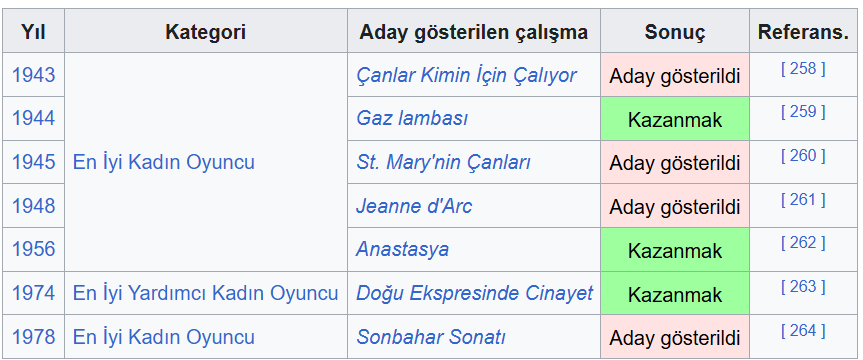 Yıl Kategori Aday gösterilen çalışma Sonuç Referans.
1943 Çanlar Kimin İçin Çalıyor Aday gösterildi [ 258 ]
1944 Gaz lambası Kazanmak [ 259 ]
1945 En İyi Kadın Oyuncu St. Mary'nin Çanları Aday gösterildi [ 260 ]
1948 Jeanne d'Arc Aday gösterildi [ 261 ]
1956 Anastasya Kazanmak [ 262 ]
1974 En İyi Yardımcı Kadın Oyuncu Doğu Ekspresinde Cinayet Kazanmak [ 263 ]
1978 En İyi Kadın Oyuncu Sonbahar Sonatı Aday gösterildi [ 264 ]